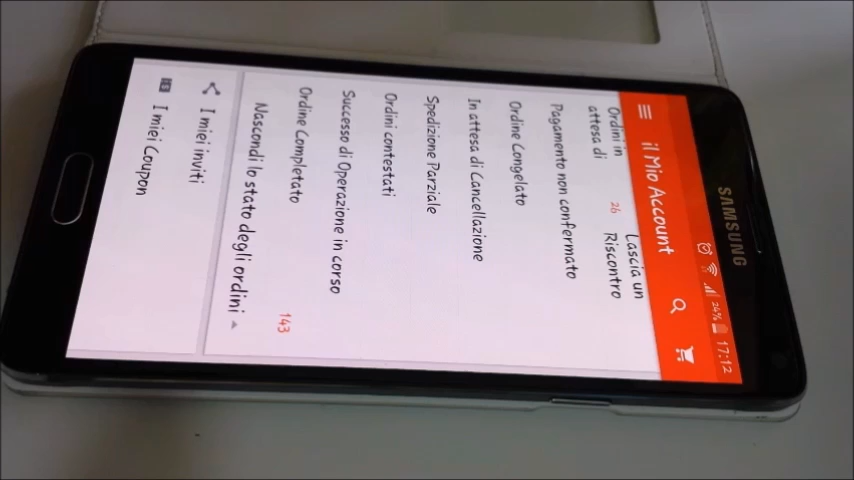 SAMSUNG
24% 17:12
il Mio Account
Ordini in
attesa di
26
Lascia un
Riscontro
Pagamento non confermato
Ordine Congelato
In attesa di Cancellazione
Spedizione Parziale
Ordini contestati
Successo di Operazione in corso
Ordine Completato
143
Nascondi lo stato degli ordini
I miei inviti
I miei Coupon